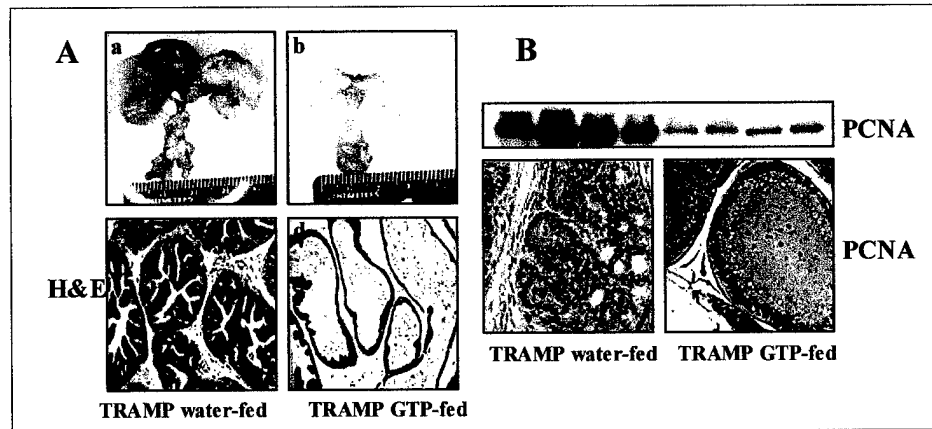 A
a
b
B
PCNA
H&E
d
PCNA
TRAMP water-fed
TRAMP GTP-fed
TRAMP water-fed
TRAMP GTP-fed